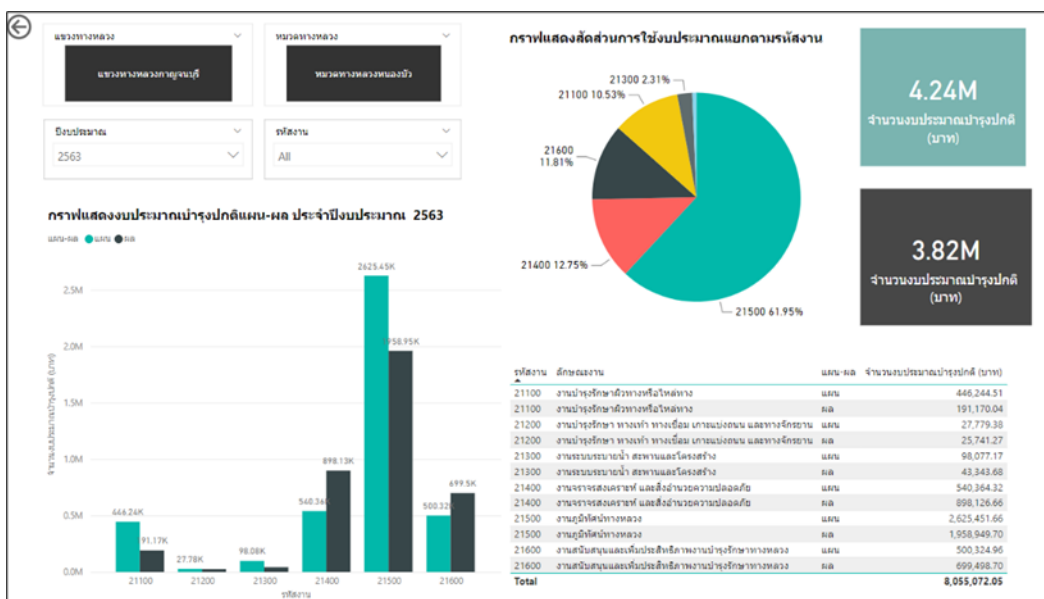 แขวงทางหลวง
แขวงทางหลวงกาญจนบุรี
หมวดทางหลวง
หมวดทางหลวงหนองบัว
ปีงบประมาณ
2563
รหัสงาน
All
กราฟแสดงสัดส่วนการใช้งบประมาณแยกตามรหัสงาน
21300 2.31%
21100 10.53%
21600
11.81%
21400 12.75%
21500 61.95%
4.24M
จำนวนงบประมาณบำรุงปกติ
(บาท)
3.82M
จำนวนงบประมาณบำรุงปกติ
(บาท)
กราฟแสดงงบประมาณบำรุงปกติแผน-ผล ประจำปีงบประมาณ 2563
แผน-ผล แผน ผล
จำนวนงบประมาณบำรุงปกติ (บาท)
2.5M
2.0M
1.5M
1.0M
0.5M
0.0M
446.24K
91.17K
27.78K
98.08K
540.36K
898.13K
2625.45K
958.95K
500.32K
699.5K
21100 21200 21300 21400 21500 21600
รหัสงาน
รหัสงาน ลักษณะงาน แผน-ผล จำนวนงบประมาณบำรุงปกติ (บาท)
21100 งานบำรุงรักษาผิวทางหรือไหล่ทาง แผน 446,244.51
21100 งานบำรุงรักษาผิวทางหรือไหล่ทาง ผล 191,170.04
21200 งานบำรุงรักษา ทางเท้า ทางเชื่อม เกาะแบ่งถนน และทางจักรยาน แผน 27,779.38
21200 งานบำรุงรักษา ทางเท้า ทางเชื่อม เกาะแบ่งถนน และทางจักรยาน ผล 25,741.27
21300 งานระบบระบายน้ำ สะพานและโครงสร้าง แผน 98,077.17
21300 งานระบบระบายน้ำ สะพานและโครงสร้าง ผล 43,343.68
21400 งานจราจรสงเคราะห์ และสิ่งอำนวยความปลอดภัย แผน 540,364.32
21400 งานจราจรสงเคราะห์ และสิ่งอำนวยความปลอดภัย ผล 898,126.66
21500 งานภูมิทัศน์ทางหลวง แผน 2,625,451.66
21500 งานภูมิทัศน์ทางหลวง ผล 1,958,949.70
21600 งานสนับสนุนและเพิ่มประสิทธิภาพงานบำรุงรักษาทางหลวง แผน 500,324.96
21600 งานสนับสนุนและเพิ่มประสิทธิภาพงานบำรุงรักษาทางหลวง ผล 699,498.70
Total 8,055,072.05